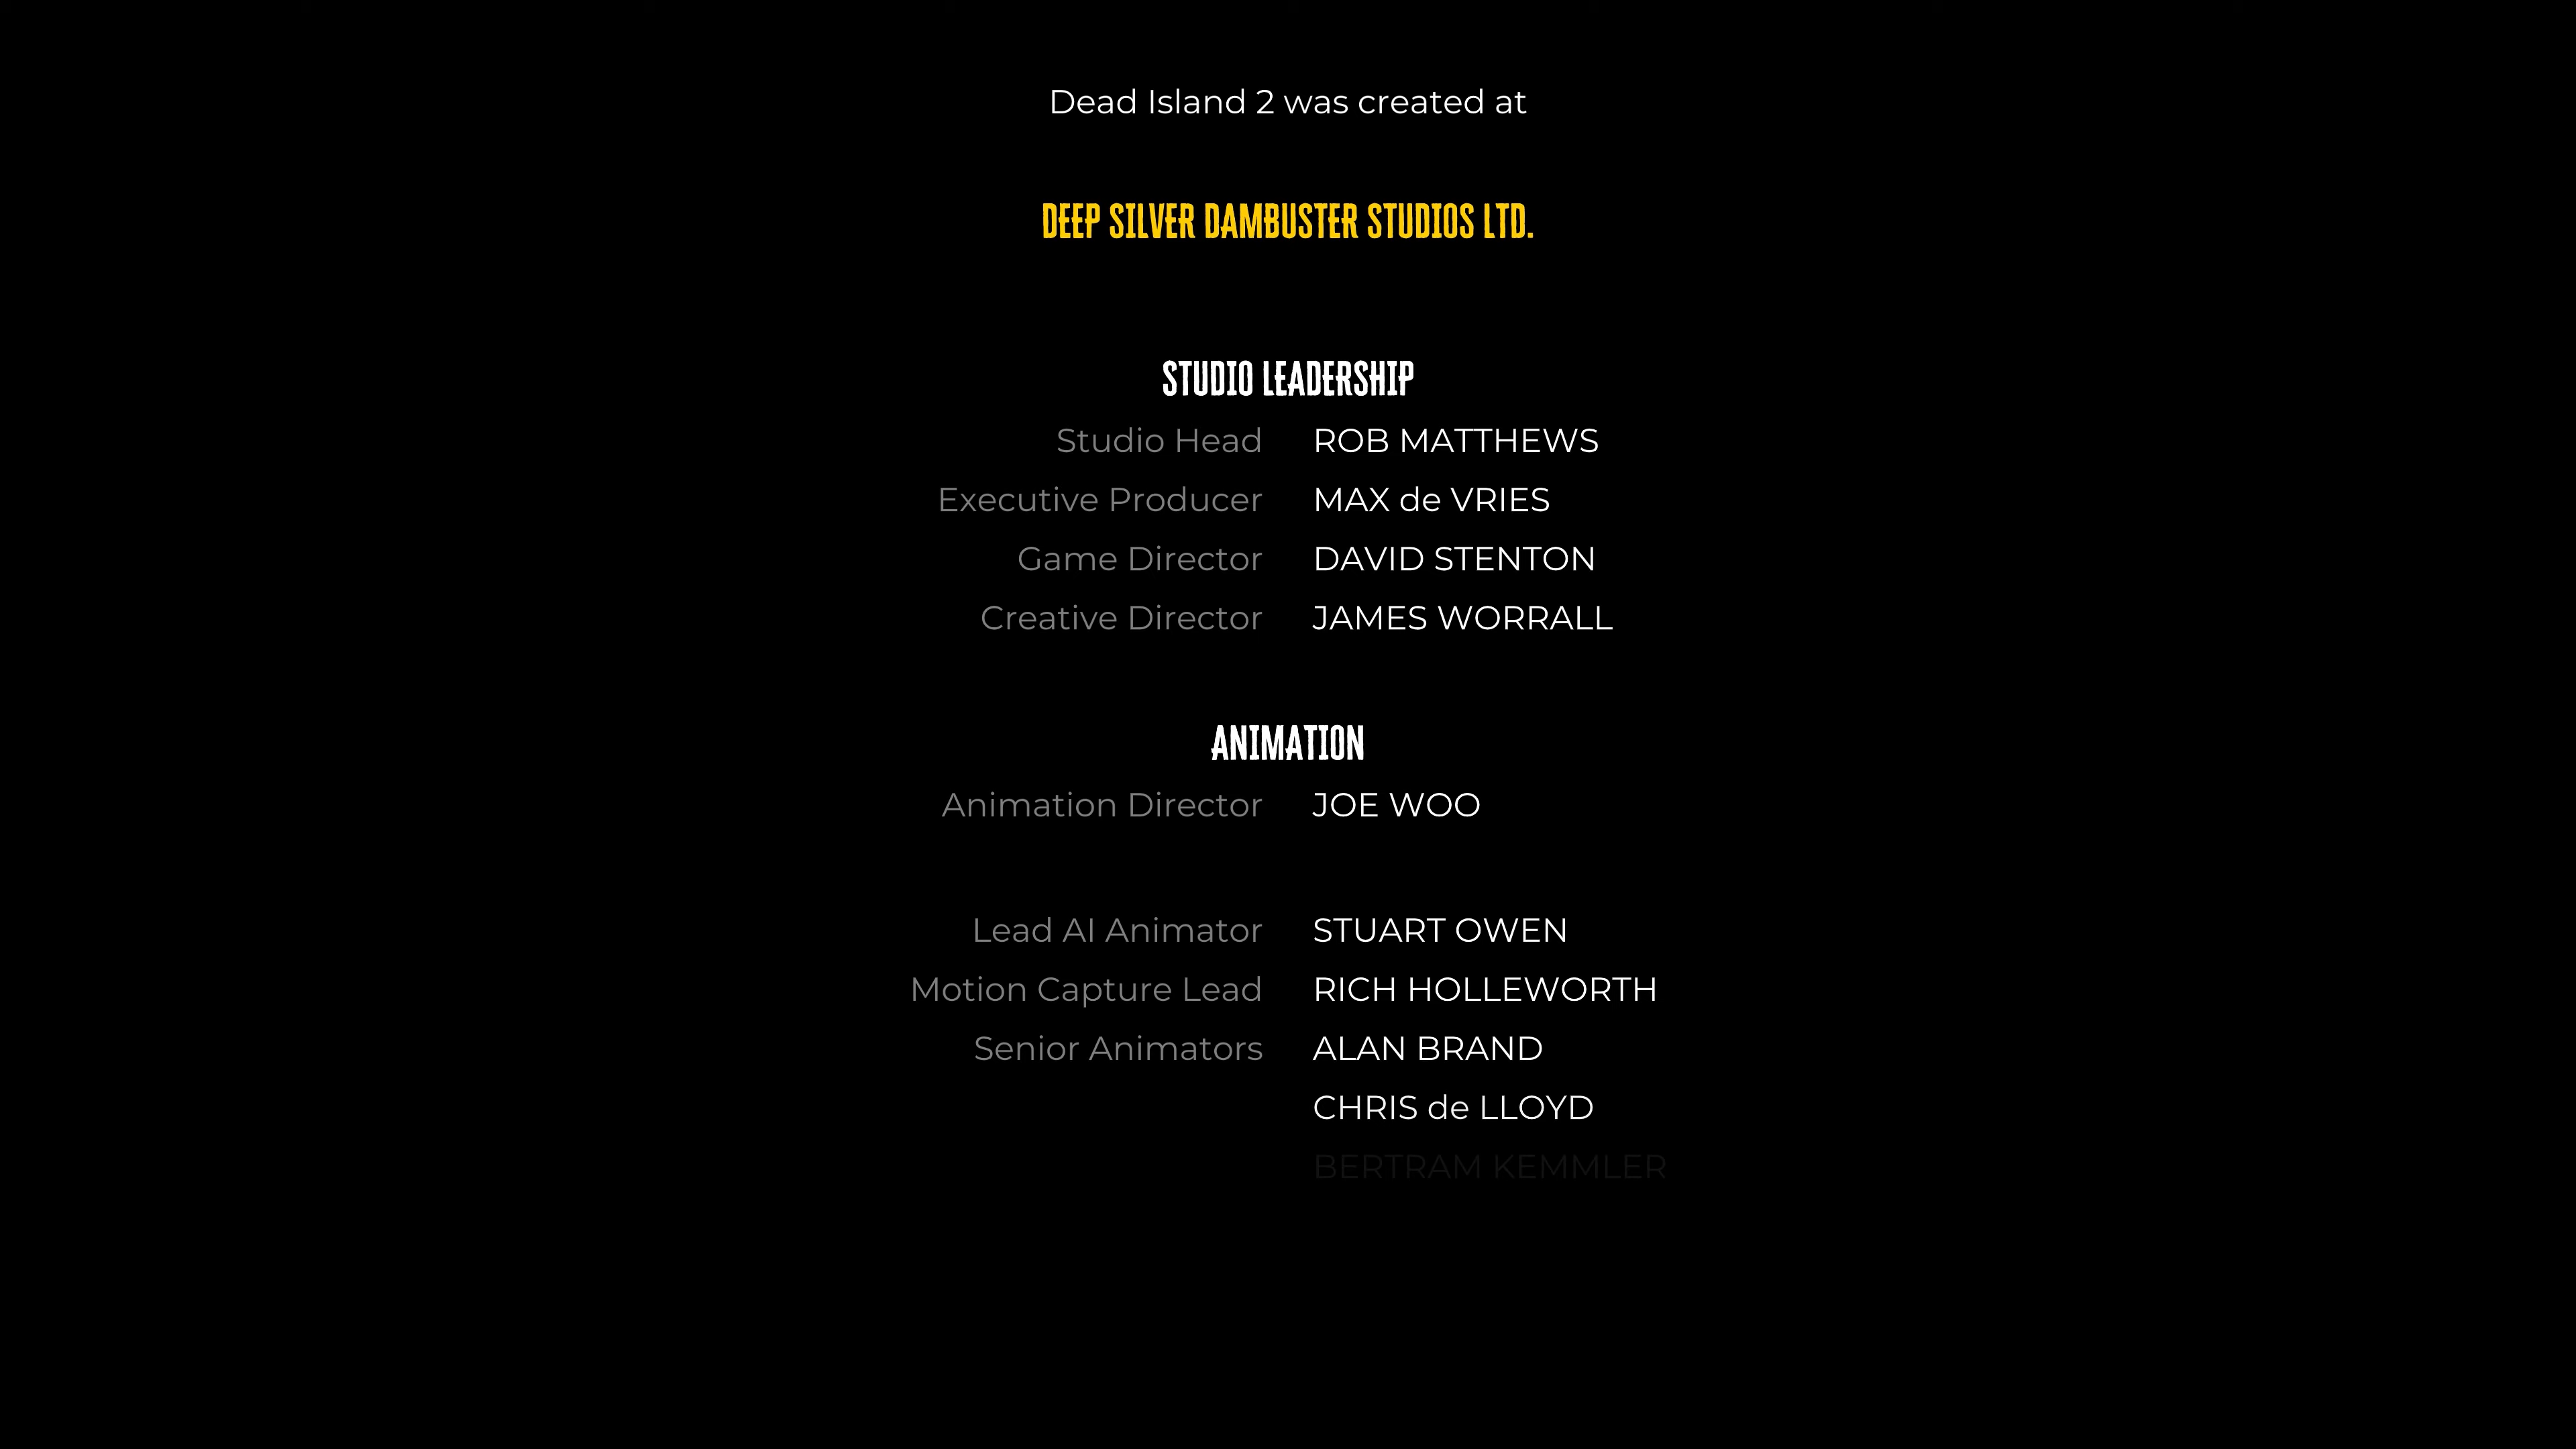 Dead Island 2 was created at
DEEP SILVER DAMBUSTER STUDIOS LTD.
STUDIO LEADERSHIP
Studio Head ROB MATTHEWS
Executive Producer MAX de VRIES
Game Director DAVID STENTON
Creative Director JAMES WORRALL
ANIMATION
Animation Director JOE WOO
Lead AI Animator STUART OWEN
Motion Capture Lead RICH HOLLEWORTH
Senior Animators ALAN BRAND
CHRIS de LLOYD
BERTRAM KEMMLER